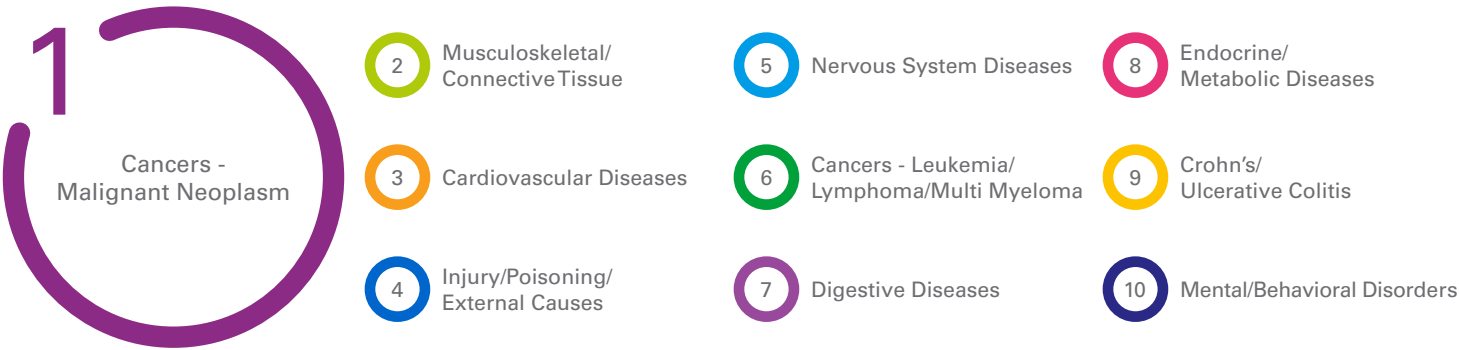 1
Cancers -
Malignant Neoplasm
2
Musculoskeletal/
Connective Tissue
3
Cardiovascular Diseases
4
Injury/Poisoning/
External Causes
5
Nervous System Diseases
6
Cancers - Leukemia/
Lymphoma/Multi Myeloma
7
Digestive Diseases
8
Endocrine/
Metabolic Diseases
9
Crohn's/
Ulcerative Colitis
10
Mental/Behavioral Disorders